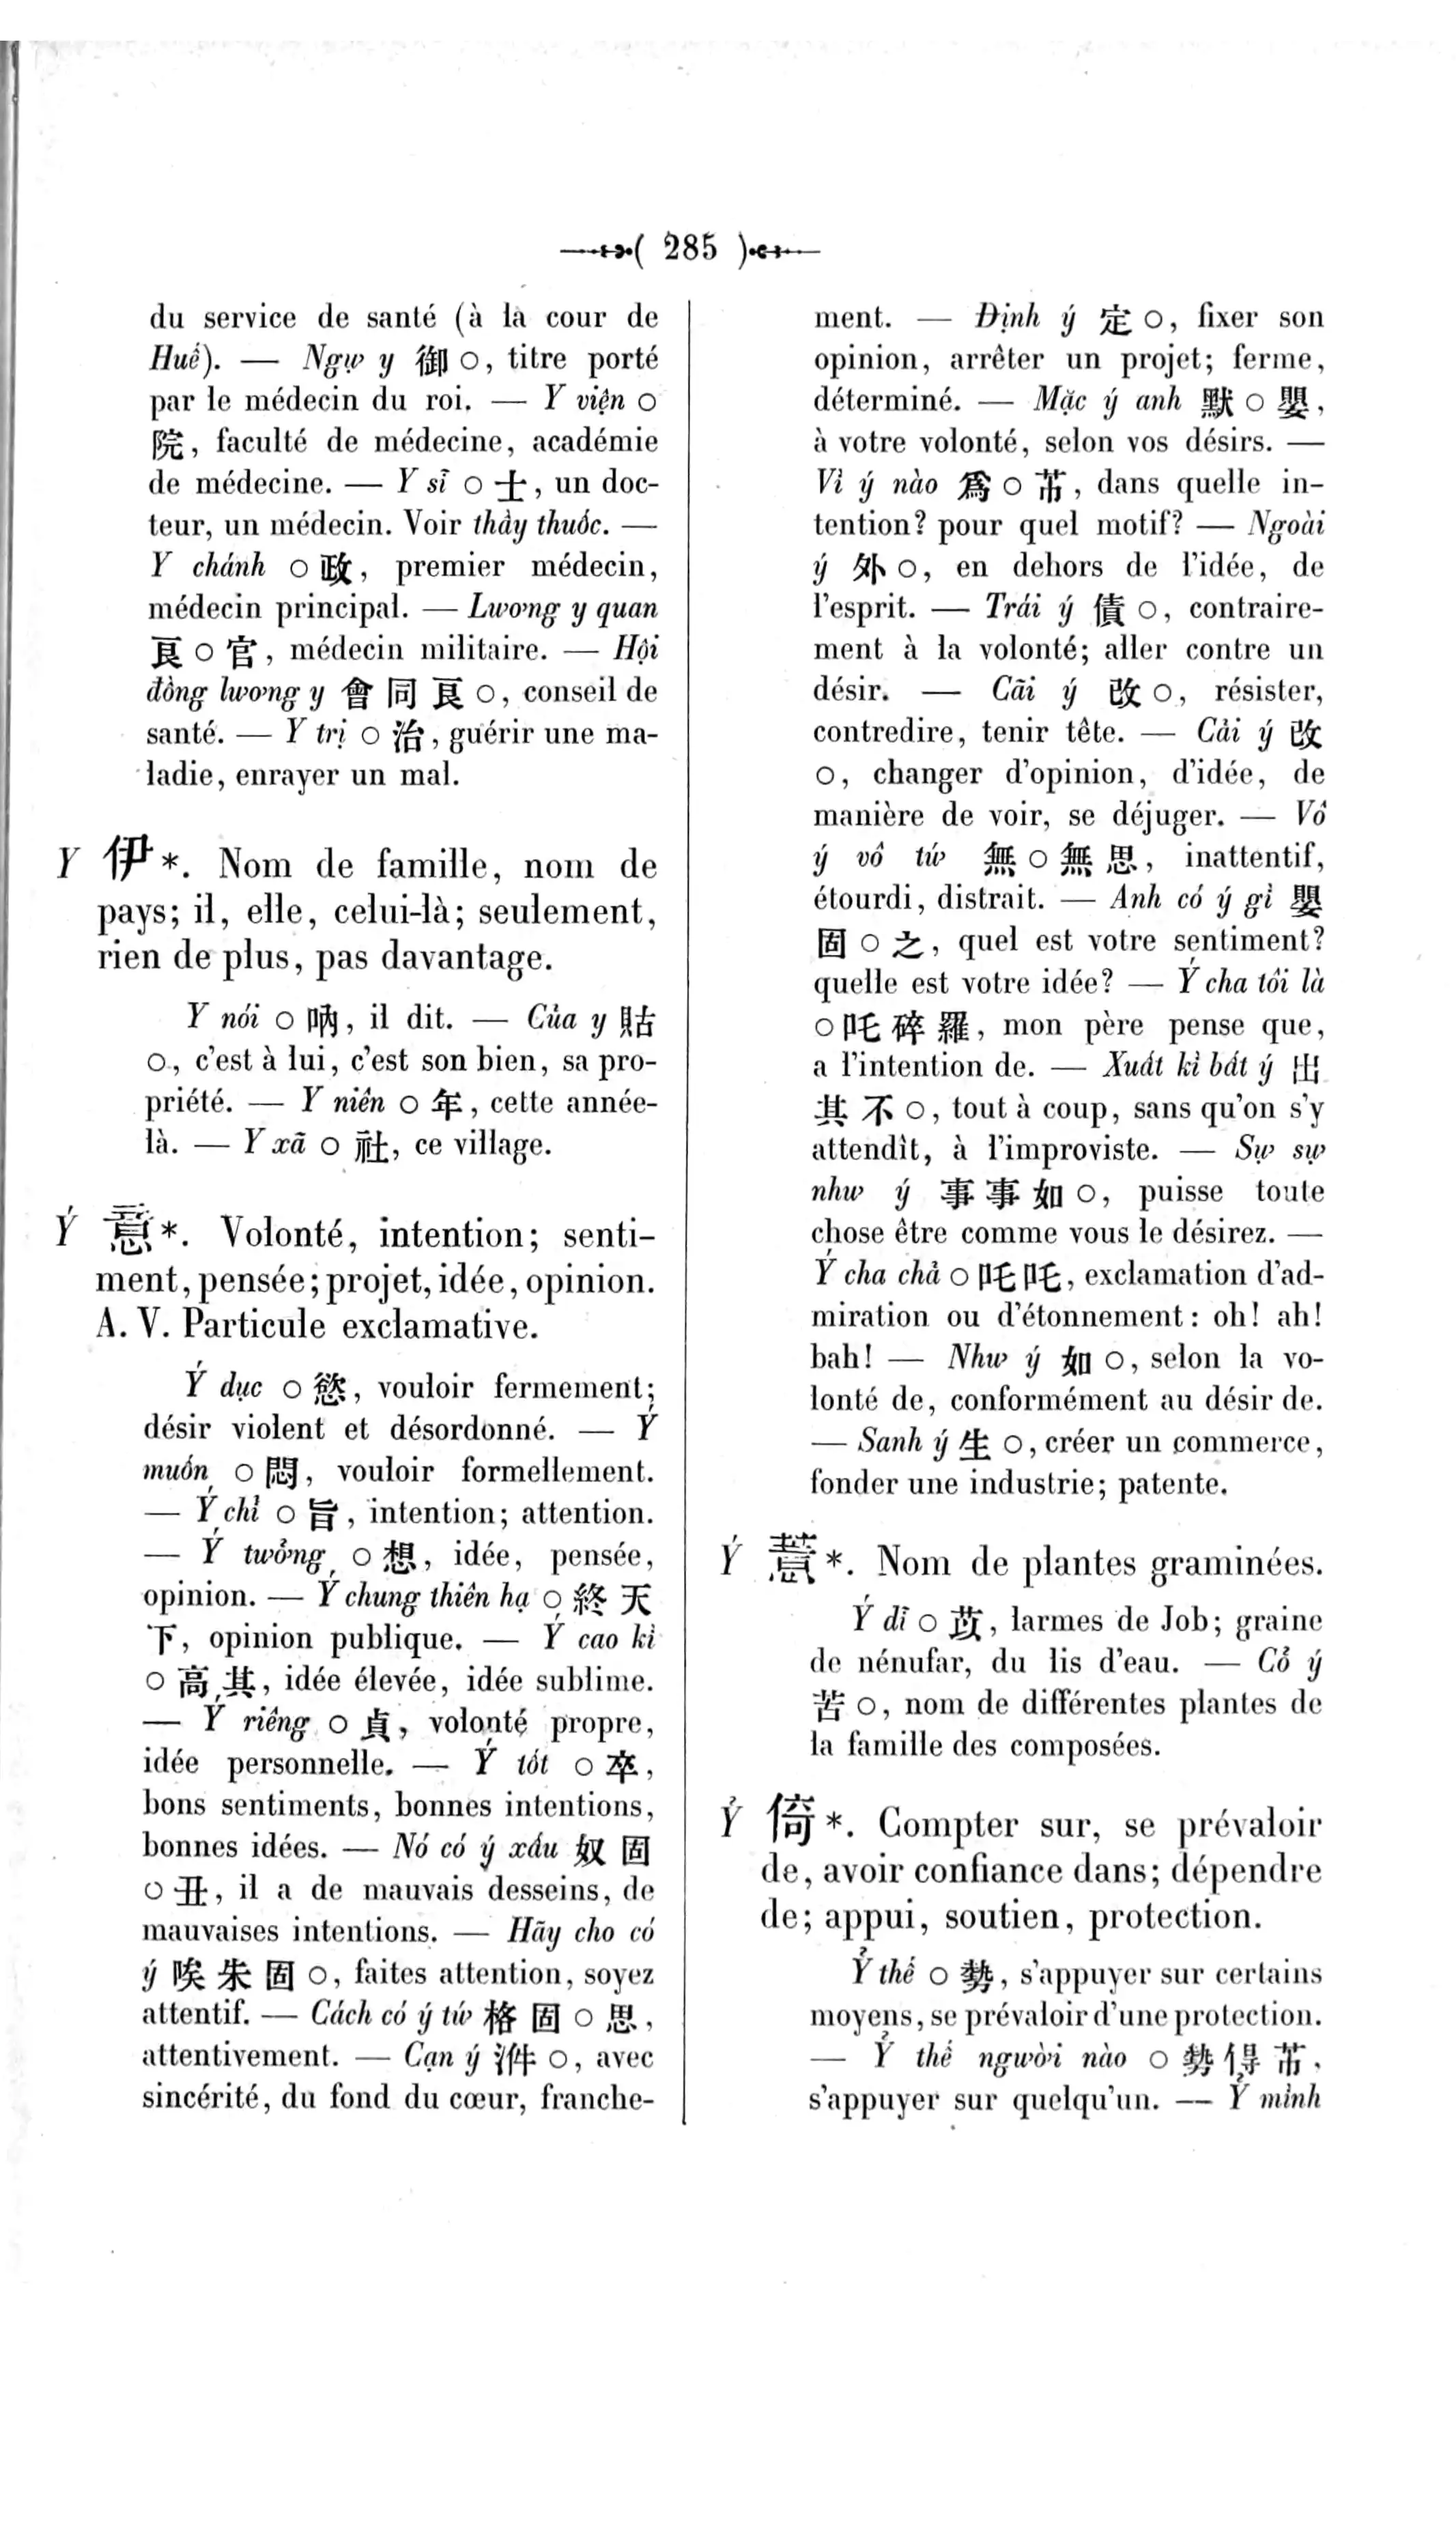 ( 285 )
du service de santé (à la cour de
Huế). — Ngự y 御 ○, titre porté
par le médecin du roi. — Y viện ○
院, faculté de médecine, académie
de médecine. — Y sĩ ○ 士, un doc-
teur, un médecin. Voir thầy thuốc. —
Y chánh ○ 政, premier médecin,
médecin principal. — Lương y quan
良 ○ 官, médecin militaire. — Hội
đồng lương y 會 同 良 ○, conseil de
santé. — Y trị ○ 治, guérir une ma-
ladie, enrayer un mal.
Y 伊 *. Nom de famille, nom de
pays; il, elle, celui-là; seulement,
rien de plus, pas davantage.
Y nói ○ 吶, il dit. — Của y 貼
○, c'est à lui, c'est son bien, sa pro-
priété. — Y niên ○ 年, cette année-
là. — Y xã ○ 社, ce village.
Ý 意 *. Volonté, intention; senti-
ment, pensée; projet, idée, opinion.
A. V. Particule exclamative.
Ý dục ○ 慾, vouloir fermement;
désir violent et désordonné. — Ý
muốn ○ 悶, vouloir formellement.
— Ý chỉ ○ 旨, intention; attention.
— Ý tưởng ○ 想, idée, pensée,
opinion. — Ý chung thiên hạ ○ 終 天
下, opinion publique. — Ý cao kì
○ 高 其, idée élevée, idée sublime.
— Ý riêng ○ 貞, volonté propre,
idée personnelle. — Ý tốt ○ 卒,
bons sentiments, bonnes intentions,
bonnes idées. — Nó có ý xấu 奴 固
○ 丑, il a de mauvais desseins, de
mauvaises intentions. — Hãy cho có
ý 唉 朱 固 ○, faites attention, soyez
attentif. — Cách có ý tứ 格 固 ○ 思,
attentivement. — Cạn ý ○, avec
sincérité, du fond du cœur, franche-
ment. — Định ý 定 ○, fixer son
opinion, arrêter un projet; ferme,
déterminé. — Mặc ý anh 默 ○ 嬰,
à votre volonté, selon vos désirs. —
Vì ý nào 爲 ○ 芾, dans quelle in-
tention? pour quel motif? — Ngoài
ý 外 ○, en dehors de l'idée, de
l'esprit. — Trái ý 債 ○, contraire-
ment à la volonté; aller contre un
désir. — Cãi ý 改 ○, résister,
contredire, tenir tête. — Cải ý 改
○, changer d'opinion, d'idée, de
manière de voir, se déjuger. — Vô
ý vô tứ 無 ○ 無 思, inattentif,
étourdi, distrait. — Anh có ý gì 嬰
固 ○ 之, quel est votre sentiment?
quelle est votre idée? — Ý cha tôi là
○ 吒 碎 羅, mon père pense que,
a l'intention de. — Xuất kì bất ý 出
其 不 ○, tout à coup, sans qu'on s'y
attendît, à l'improviste. — Sự sự
như ý 事 事 如 ○, puisse toute
chose être comme vous le désirez. —
Ý cha chả ○ 吒 吒, exclamation d'ad-
miration ou d'étonnement: oh! ah!
bah! — Như ý 如 ○, selon la vo-
lonté de, conformément au désir de.
— Sanh ý 生 ○, créer un commerce,
fonder une industrie; patente.
Ý 薏 *. Nom de plantes graminées.
Ý dĩ ○ 苡, larmes de Job; graine
de nénufar, du lis d'eau. — Cỏ ý
苦 ○, nom de différentes plantes de
la famille des composées.
Ỷ 倚 *. Compter sur, se prévaloir
de, avoir confiance dans; dépendre
de; appui, soutien, protection.
Ỷ thế ○ 勢, s'appuyer sur certains
moyens, se prévaloir d'une protection.
— Ỷ thế người nào ○ 勢 㝵 芾,
s'appuyer sur quelqu'un. — Ỷ mình